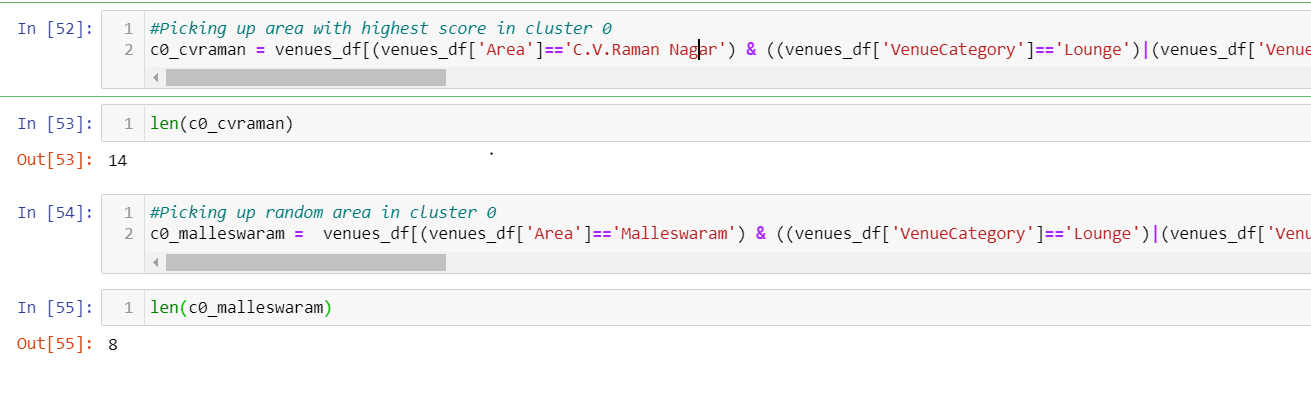 In [52]: 1 #Picking up area with highest score in cluster 0
2 c0_cvraman = venues_df[(venues_df['Area']=='C.V.Raman Nagar') & ((venues_df['VenueCategory']=='Lounge')|(venues_df['Venue
In [53]: 1 len(c0_cvraman)
Out[53]: 14
In [54]: 1 #Picking up random area in cluster 0
2 c0_malleswaram =  venues_df[(venues_df['Area']=='Malleswaram') & ((venues_df['VenueCategory']=='Lounge')|(venues_df['Venu
In [55]: 1 len(c0_malleswaram)
Out[55]: 8